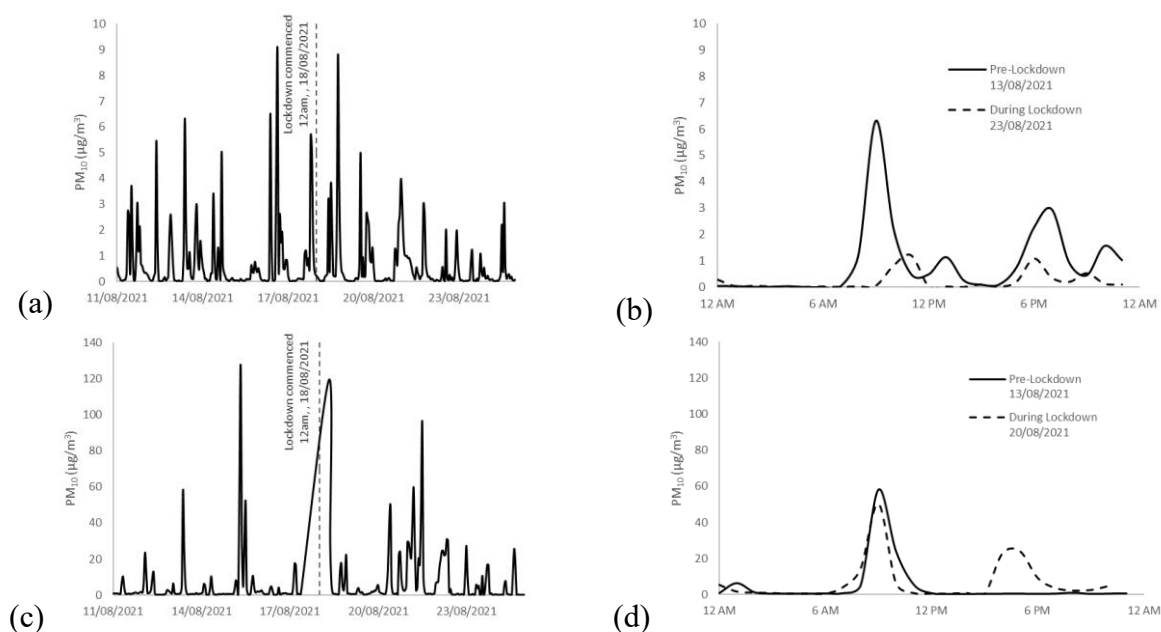 10
9
8
7
6
5
4
3
2
1
0
PM₁₀ (µg/m³)
Lockdown commenced
12am, , 18/08/2021
11/08/2021 14/08/2021 17/08/2021 20/08/2021 23/08/2021
(a)
10
9
8
7
6
5
4
3
2
1
0
PM₁₀ (µg/m³)
Pre-Lockdown
13/08/2021
During Lockdown
23/08/2021
12 AM 6 AM 12 PM 6 PM 12 AM
(b)
140
120
100
80
60
40
20
0
PM₁₀ (µg/m³)
Lockdown commenced
12am, , 18/08/2021
11/08/2021 14/08/2021 17/08/2021 20/08/2021 23/08/2021
(c)
140
120
100
80
60
40
20
0
PM₁₀ (µg/m³)
Pre-Lockdown
13/08/2021
During Lockdown
20/08/2021
12 AM 6 AM 12 PM 6 PM 12 AM
(d)